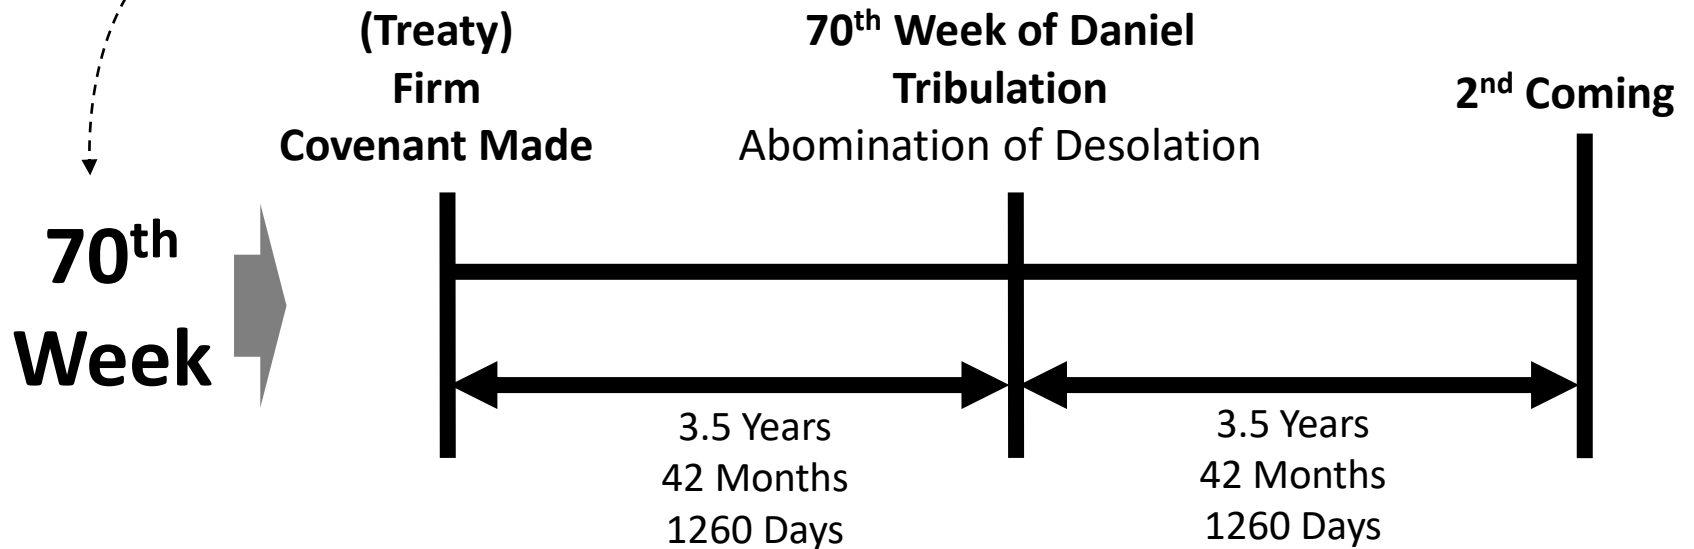 (Treaty)
Firm
Covenant Made
70th Week of Daniel
Tribulation
Abomination of Desolation
2nd Coming
70th
Week
3.5 Years
42 Months
1260 Days
3.5 Years
42 Months
1260 Days